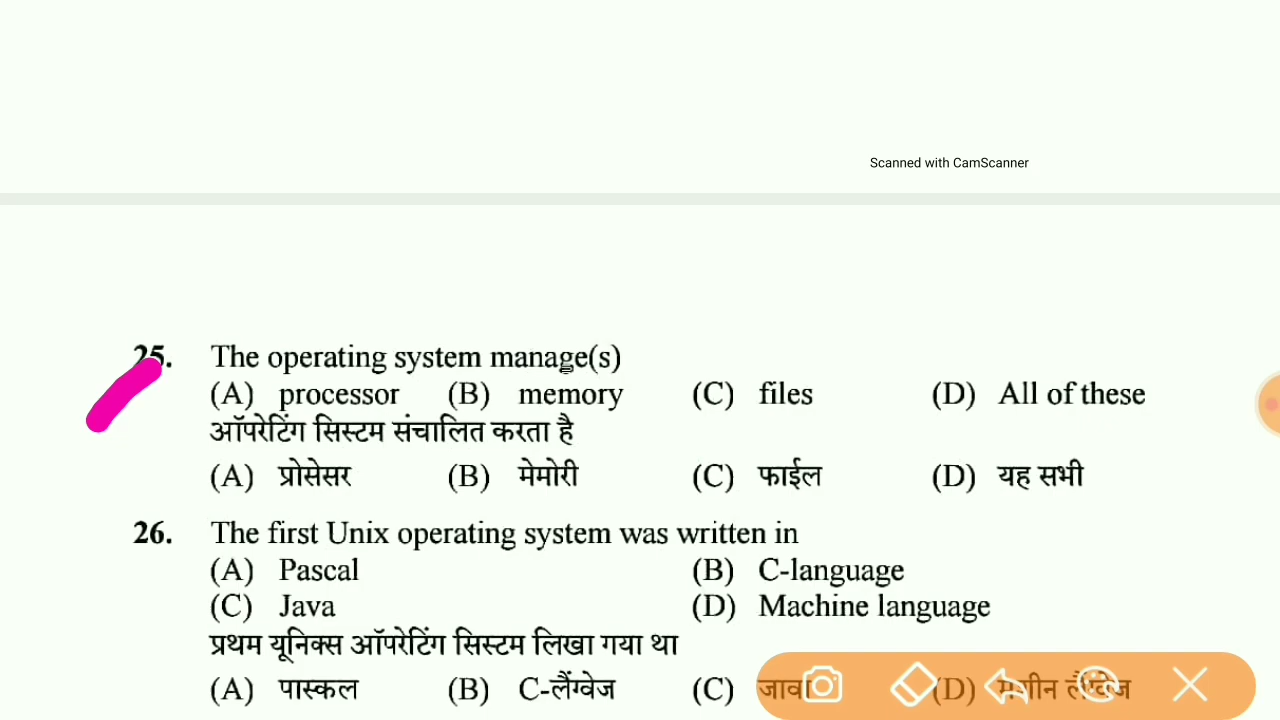 Scanned with CamScanner
25. The operating system manage(s)
(A) processor (B) memory (C) files (D) All of these
ऑपरेटिंग सिस्टम संचालित करता है
(A) प्रोसेसर (B) मेमोरी (C) फाईल (D) यह सभी
26. The first Unix operating system was written in
(A) Pascal (B) C-language
(C) Java (D) Machine language
प्रथम यूनिक्स ऑपरेटिंग सिस्टम लिखा गया था
(A) पास्कल (B) C-लैंग्वेज (C) जावा (D) मशीन लैंग्वेज